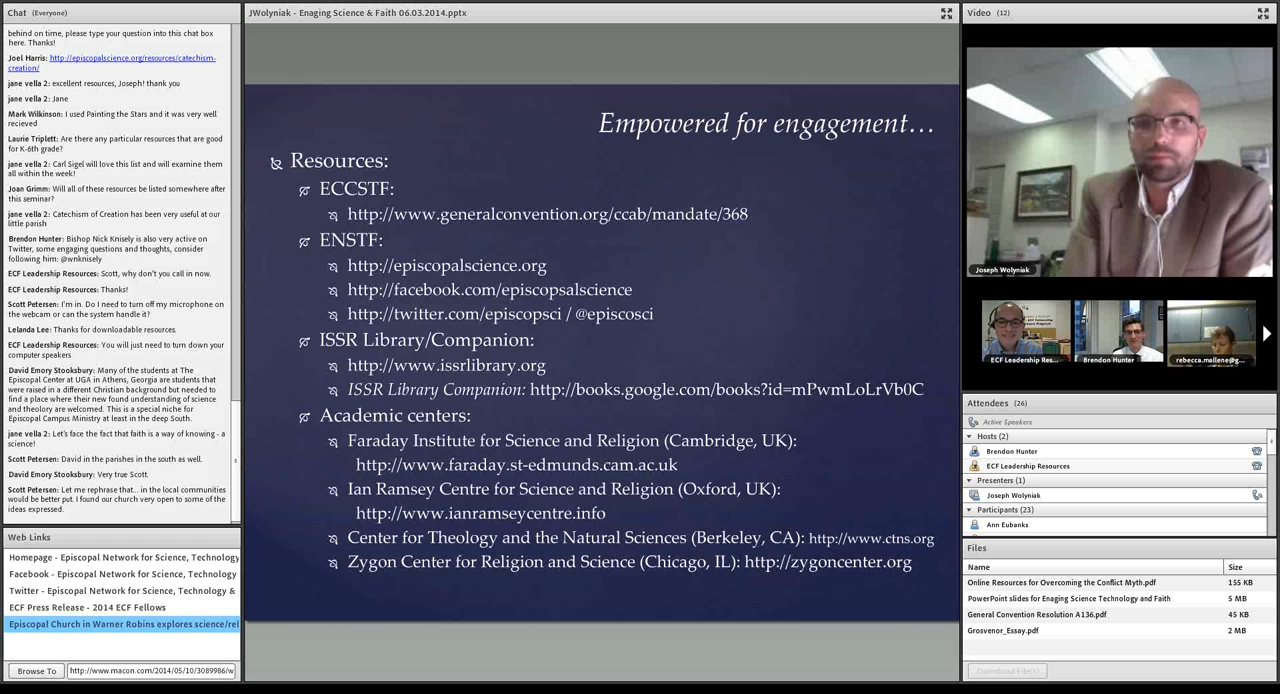 Chat (Everyone)
behind on time, please type your question into this chat box
here. Thanks!
Joel Harris: http://episcopalscience.org/resources/catechism-
creation/
jane vella 2: excellent resources, Joseph! thank you
jane vella 2: Jane
Mark Wilkinson: I used Painting the Stars and it was very well
recieved
Laurie Triplett: Are there any particular resources that are good
for K-6th grade?
jane vella 2: Carl Sigel will love this list and will examine them
all within the week!
Joan Grimm: Will all of these resources be listed somewhere after
this seminar?
jane vella 2: Catechism of Creation has been very useful at our
little parish
Brendon Hunter: Bishop Nick Knisely is also very active on
Twitter, some engaging questions and thoughts, consider
following him: @wnknisely
ECF Leadership Resources: Scott, why don't you call in now.
ECF Leadership Resources: Thanks!
Scott Petersen: I'm in. Do I need to turn off my microphone on
the webcam or can the system handle it?
Lelanda Lee: Thanks for downloadable resources.
ECF Leadership Resources: You will just need to turn down your
computer speakers
David Emory Stooksbury: Many of the students at The
Episcopal Center at UGA in Athens, Georgia are students that
were raised in a different Christian background but needed to
find a place where their new found understanding of science
and theolory are welcomed. This is a special niche for
Episcopal Campus Ministry at least in the deep South.
jane vella 2: Let's face the fact that faith is a way of knowing - a
science!
Scott Petersen: David in the parishes in the south as well.
David Emory Stooksbury: Very true Scott.
Scott Petersen: Let me rephrase that... in the local communities
would be better put. I found our church very open to some of the
ideas expressed.
Web Links
Homepage - Episcopal Network for Science, Technology
Facebook - Episcopal Network for Science, Technology
Twitter - Episcopal Network for Science, Technology &
ECF Press Release - 2014 ECF Fellows
Episcopal Church in Warner Robins explores science/rel
Browse To http://www.macon.com/2014/05/10/3089986/w
JWolyniak - Enaging Science & Faith 06.03.2014.pptx
Empowered for engagement…
Resources:
ECCSTF:
http://www.generalconvention.org/ccab/mandate/368
ENSTF:
http://episcopalscience.org
http://facebook.com/episcopsalscience
http://twitter.com/episcopsci / @episcosci
ISSR Library/Companion:
http://www.issrlibrary.org
ISSR Library Companion: http://books.google.com/books?id=mPwmLoLrVb0C
Academic centers:
Faraday Institute for Science and Religion (Cambridge, UK):
http://www.faraday.st-edmunds.cam.ac.uk
Ian Ramsey Centre for Science and Religion (Oxford, UK):
http://www.ianramseycentre.info
Center for Theology and the Natural Sciences (Berkeley, CA): http://www.ctns.org
Zygon Center for Religion and Science (Chicago, IL): http://zygoncenter.org
Video (12)
Joseph Wolyniak
ECF Leadership Res... Brendon Hunter rebecca.mallene@g...
Attendees (26)
Active Speakers
Hosts (2)
Brendon Hunter
ECF Leadership Resources
Presenters (1)
Joseph Wolyniak
Participants (23)
Ann Eubanks
Files
Name Size
Online Resources for Overcoming the Conflict Myth.pdf 155 KB
PowerPoint slides for Enaging Science Technology and Faith 5 MB
General Convention Resolution A136.pdf 45 KB
Grosvenor_Essay.pdf 2 MB
Download File(s)